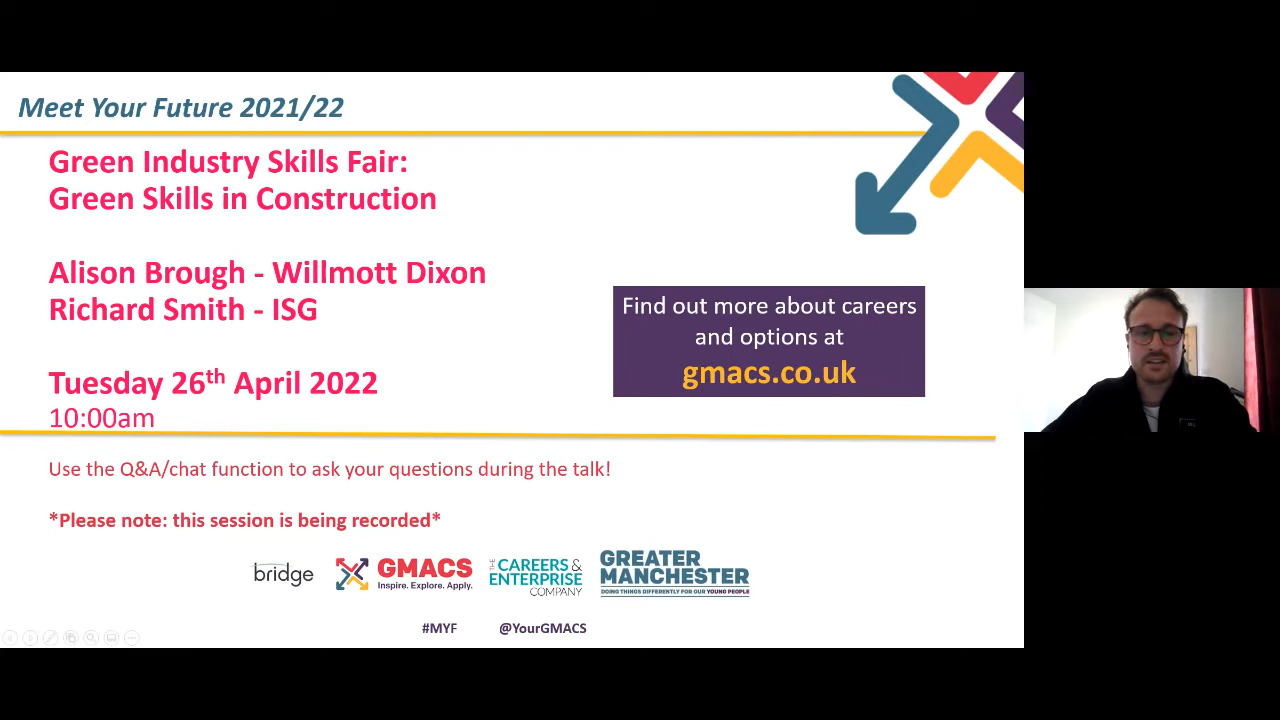 Meet Your Future 2021/22
Green Industry Skills Fair:
Green Skills in Construction
Alison Brough - Willmott Dixon
Richard Smith - ISG
Find out more about careers
and options at
gmacs.co.uk
Tuesday 26th April 2022
10:00am
Use the Q&A/chat function to ask your questions during the talk!
*Please note: this session is being recorded*
bridge
GMACS
Inspire. Explore. Apply.
THE CAREERS &
ENTERPRISE
COMPANY
GREATER
MANCHESTER
DOING THINGS DIFFERENTLY FOR OUR YOUNG PEOPLE
#MYF @YourGMACS